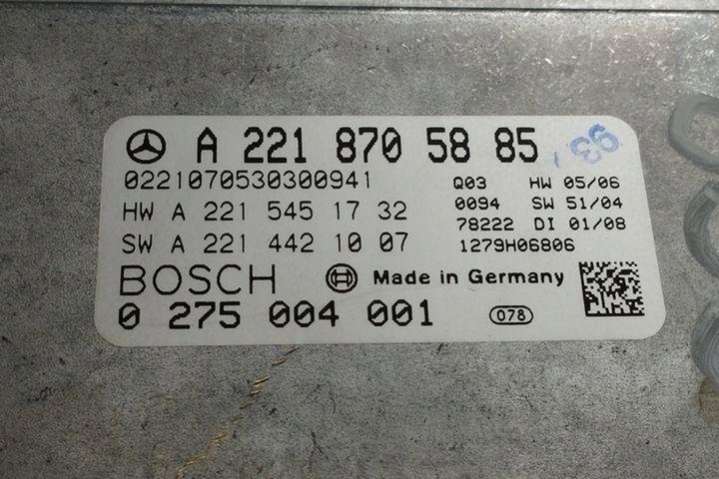 A 221 870 58 85
0221070530300941
HW A 221 545 17 32
SW A 221 442 10 07
Q03 HW 05/06
0094 SW 51/04
78222 DI 01/08
1279H06806
BOSCH Made in Germany
0 275 004 001
078